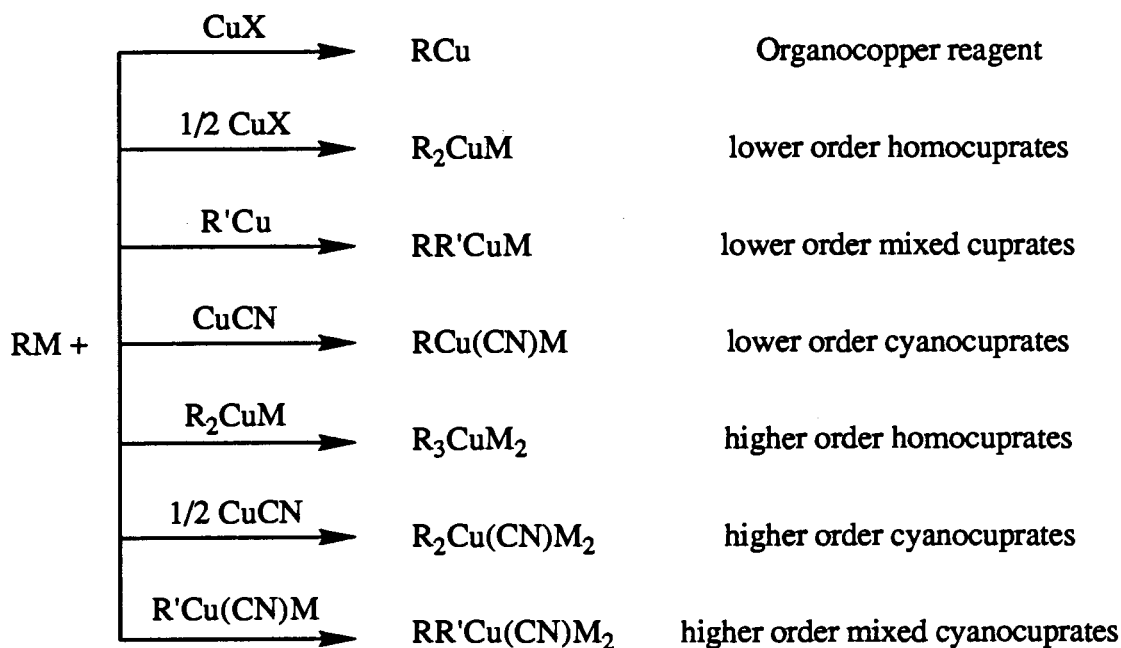 CuX
RCu Organocopper reagent
1/2 CuX
R₂CuM lower order homocuprates
R'Cu
RR'CuM lower order mixed cuprates
CuCN
RM + RCu(CN)M lower order cyanocuprates
R₂CuM
R₃CuM₂ higher order homocuprates
1/2 CuCN
R₂Cu(CN)M₂ higher order cyanocuprates
R'Cu(CN)M
RR'Cu(CN)M₂ higher order mixed cyanocuprates